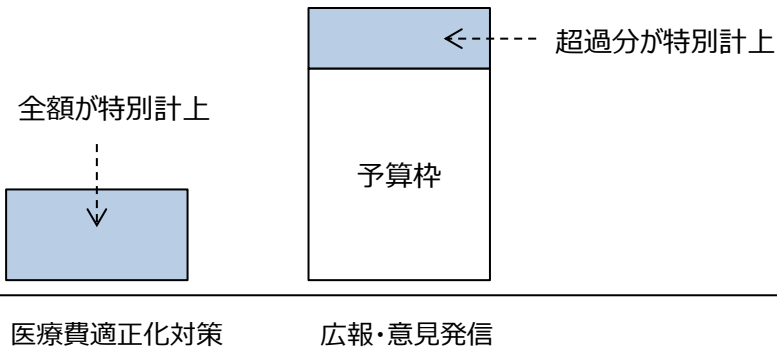 超過分が特別計上
全額が特別計上
予算枠
医療費適正化対策
広報・意見発信